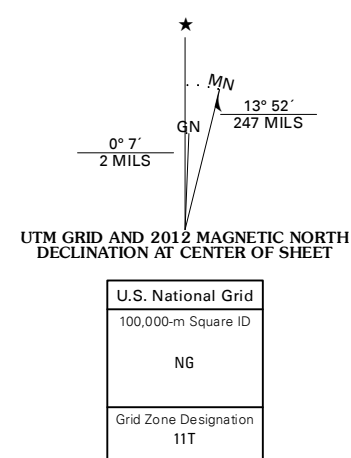 ★
MN
GN
13° 52´
247 MILS
0° 7´
2 MILS
UTM GRID AND 2012 MAGNETIC NORTH
DECLINATION AT CENTER OF SHEET
U.S. National Grid
100,000-m Square ID
NG
Grid Zone Designation
11T